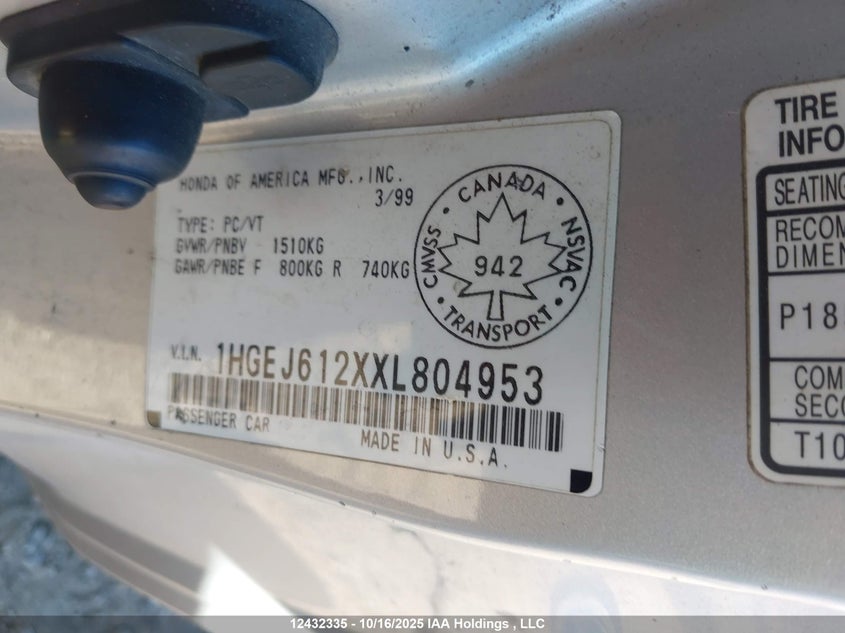 HONDA OF AMERICA MFG., INC.
3/99
TYPE: PC/VT
GVWR/PNBV 1510KG
GAWR/PNBE F 800KG R 740KG
CANADA
CMVSS
NSVAC
942
TRANSPORT
V.I.N. 1HGEJ612XXL804953
PASSENGER CAR
MADE IN U.S.A.
TIRE
INFO
SEATING
RECOM
DIMEN
P18
COM
SECO
T10
12432335 - 10/16/2025 IAA Holdings , LLC